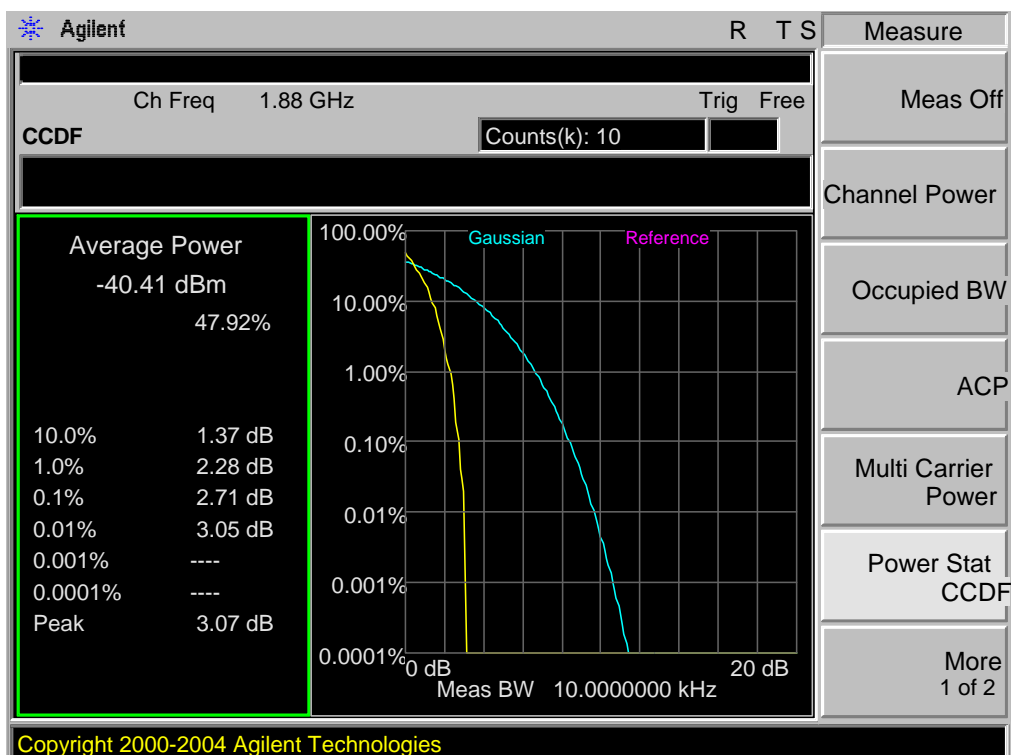 Agilent R T S
Measure
Ch Freq 1.88 GHz Trig Free
CCDF
Counts(k): 10
Meas Off
Channel Power
Occupied BW
ACP
Multi Carrier
Power
Power Stat
CCDF
More
1 of 2
Average Power
-40.41 dBm
47.92%
10.0% 1.37 dB
1.0% 2.28 dB
0.1% 2.71 dB
0.01% 3.05 dB
0.001% ----
0.0001% ----
Peak 3.07 dB
Gaussian Reference
100.00%
10.00%
1.00%
0.10%
0.01%
0.001%
0.0001%
0 dB 20 dB
Meas BW 10.0000000 kHz
Copyright 2000-2004 Agilent Technologies